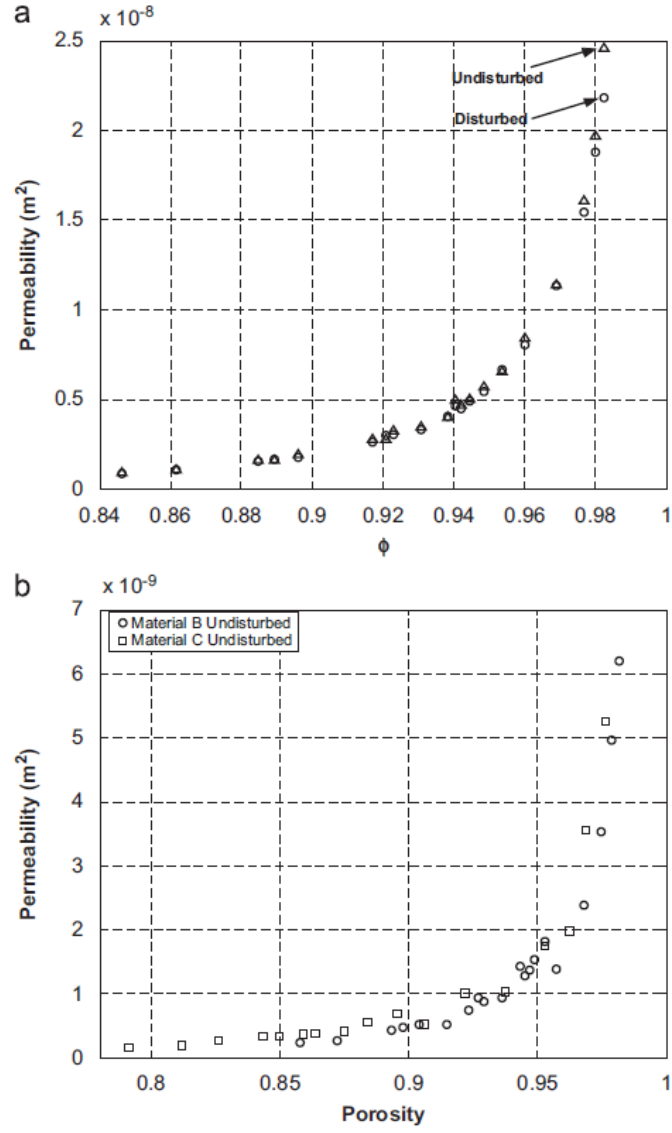 a
x 10-8
2.5
2
1.5
1
0.5
0
Permeability (m2)
Undisturbed
Disturbed
0.84 0.86 0.88 0.9 0.92 0.94 0.96 0.98 1
ϕ
b
x 10-9
7
6
5
4
3
2
1
0
Permeability (m2)
Material B Undisturbed
Material C Undisturbed
0.8 0.85 0.9 0.95 1
Porosity